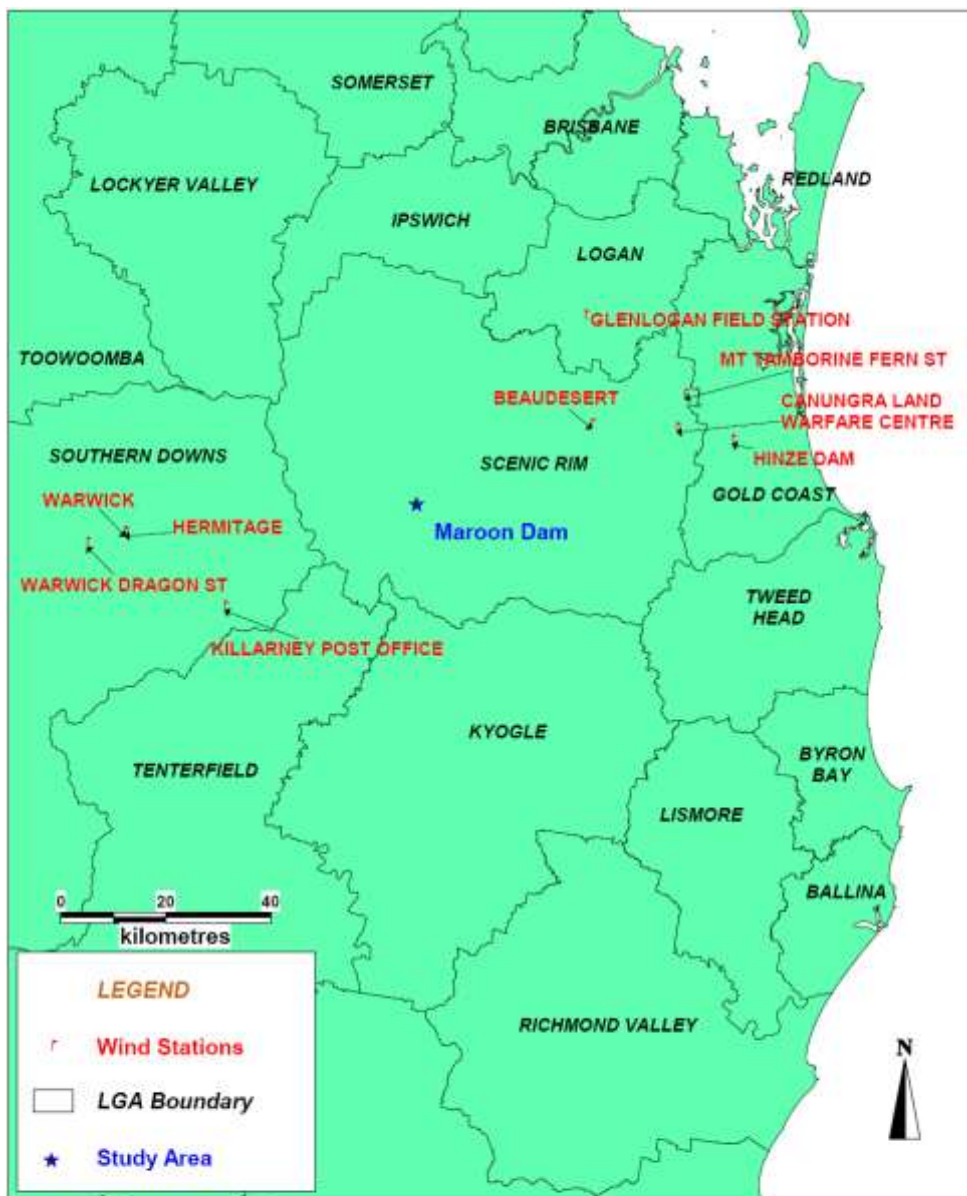 SOMERSET
BRISBANE
LOCKYER VALLEY
REDLAND
IPSWICH
LOGAN
GLENLOGAN FIELD STATION
TOOWOOMBA
MT TAMBORINE FERN ST
BEAUDESERT
CANUNGRA LAND
WARFARE CENTRE
SOUTHERN DOWNS
SCENIC RIM
HINZE DAM
WARWICK
GOLD COAST
HERMITAGE
Maroon Dam
WARWICK DRAGON ST
TWEED
HEAD
KILLARNEY POST OFFICE
KYOGLE
BYRON
BAY
TENTERFIELD
LISMORE
BALLINA
0 20 40
kilometres
LEGEND
RICHMOND VALLEY
Wind Stations
N
LGA Boundary
Study Area